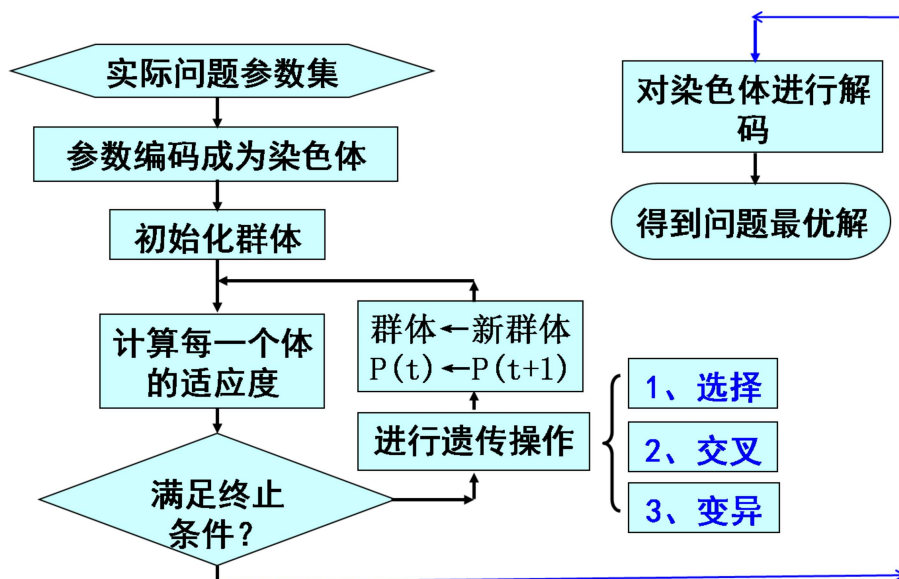 实际问题参数集
参数编码成为染色体
初始化群体
计算每一个体
的适应度
满足终止
条件？
群体←新群体
P(t)←P(t+1)
进行遗传操作
1、选择
2、交叉
3、变异
对染色体进行解
码
得到问题最优解